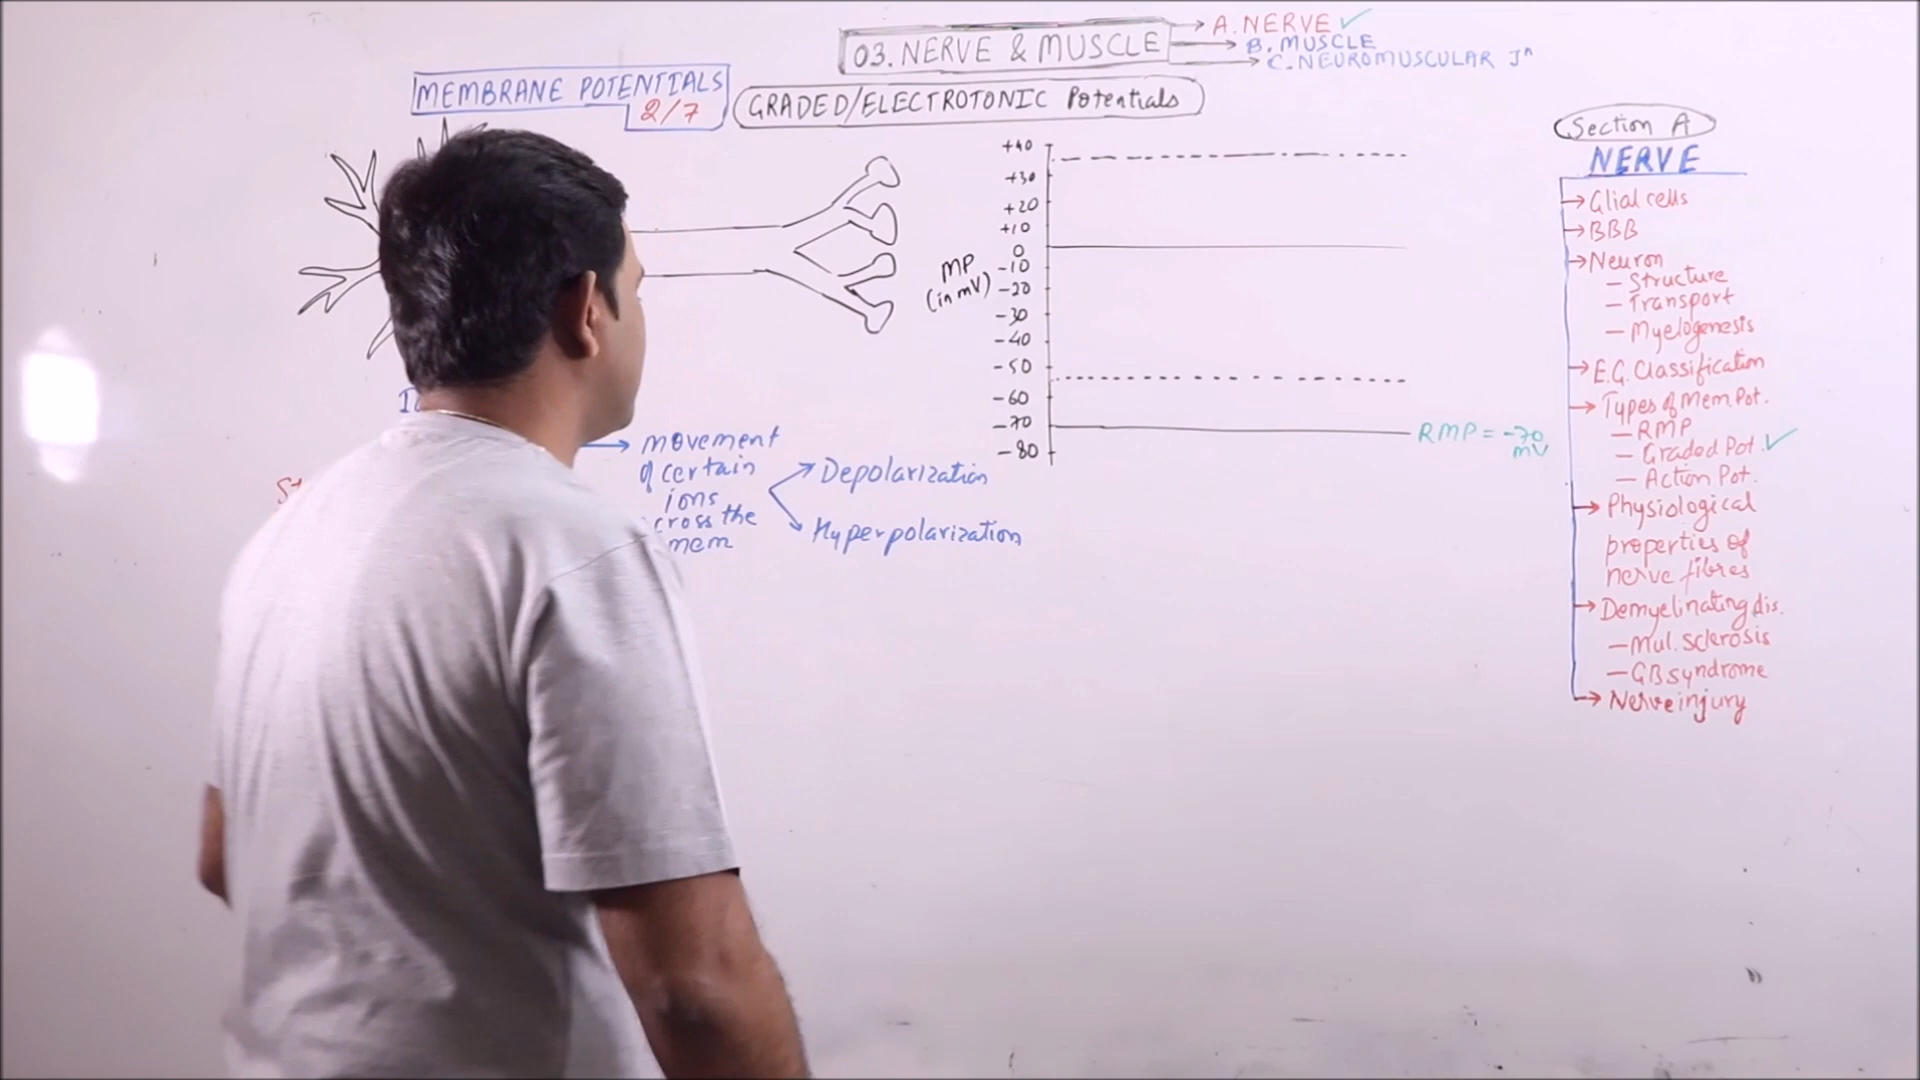 03. NERVE & MUSCLE
→ A. NERVE ✓
→ B. MUSCLE
→ C. NEUROMUSCULAR Jn
MEMBRANE POTENTIALS
2/7
GRADED/ELECTROTONIC Potentials
+40
+30
+20
+10
0
-10
-20
-30
-40
-50
-60
-70
-80
MP
(in mV)
RMP = -70
mV
→ movement
of certain
ions
the
mem
→ Depolarization
→ Hyperpolarization
Section A
NERVE
→ Glial cells
→ BBB
→ Neuron
- Structure
- Transport
- Myelogenesis
→ E.G. Classification
→ Types of Mem. Pot.
- RMP
- Graded Pot. ✓
- Action Pot.
→ Physiological
properties of
nerve fibres
→ Demyelinating dis.
- Mul. sclerosis
- GB syndrome
→ Nerve injury